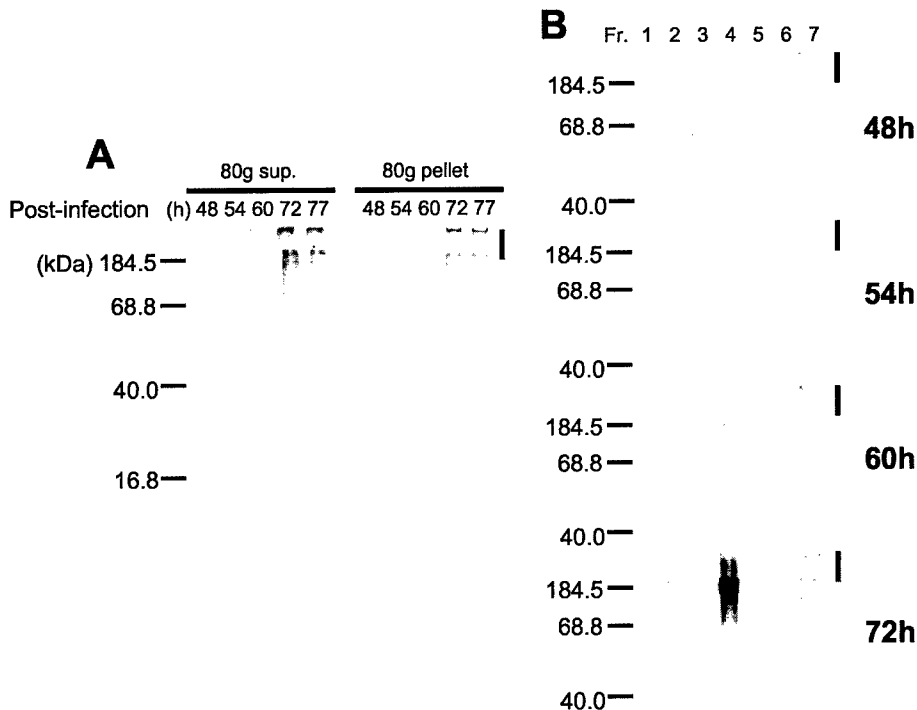 A
80g sup. 80g pellet
Post-infection (h) 48 54 60 72 77 48 54 60 72 77
(kDa) 184.5
68.8
40.0
16.8
B
Fr. 1 2 3 4 5 6 7
184.5
68.8
48h
40.0
184.5
68.8
54h
40.0
184.5
68.8
60h
40.0
184.5
68.8
72h
40.0